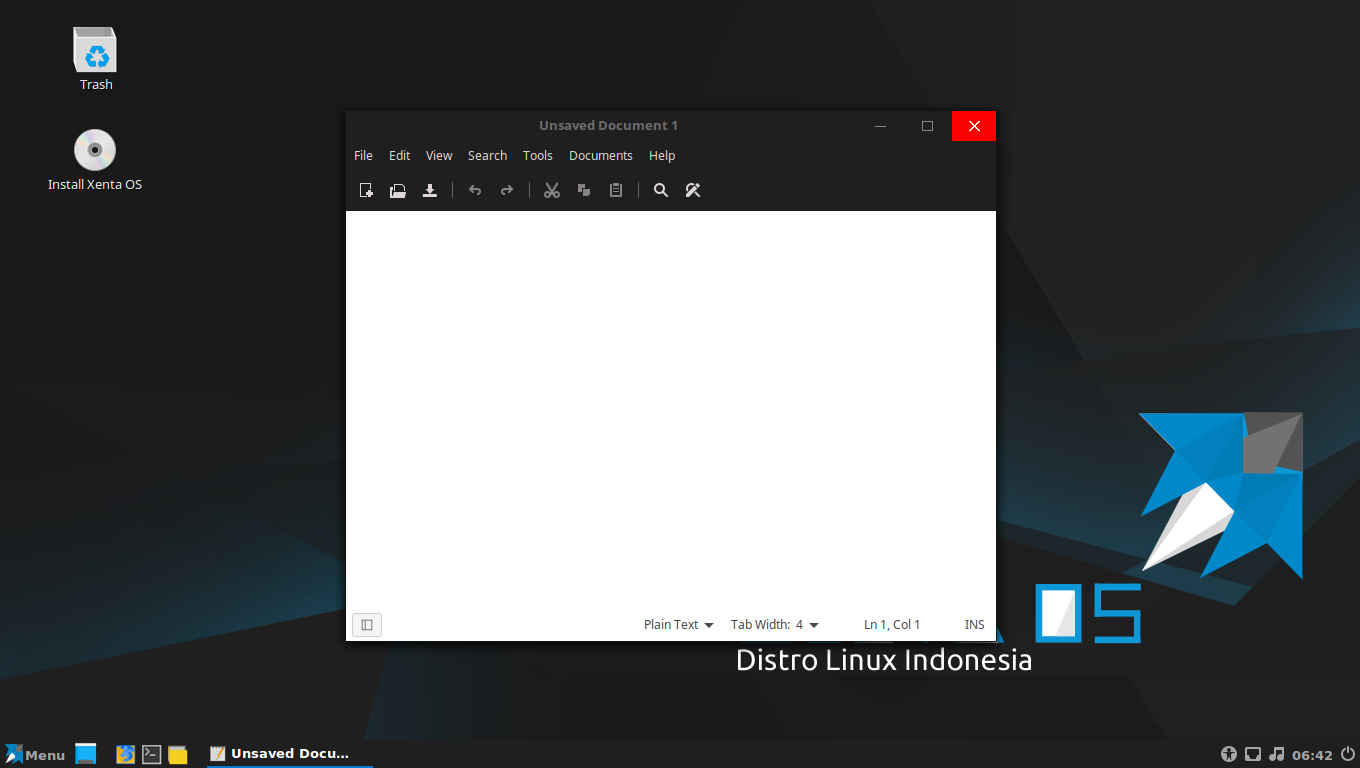 Trash
Install Xenta OS
Unsaved Document 1
File Edit View Search Tools Documents Help
Plain Text Tab Width: 4 Ln 1, Col 1 INS
OS
Distro Linux Indonesia
Menu Unsaved Docu... 06:42